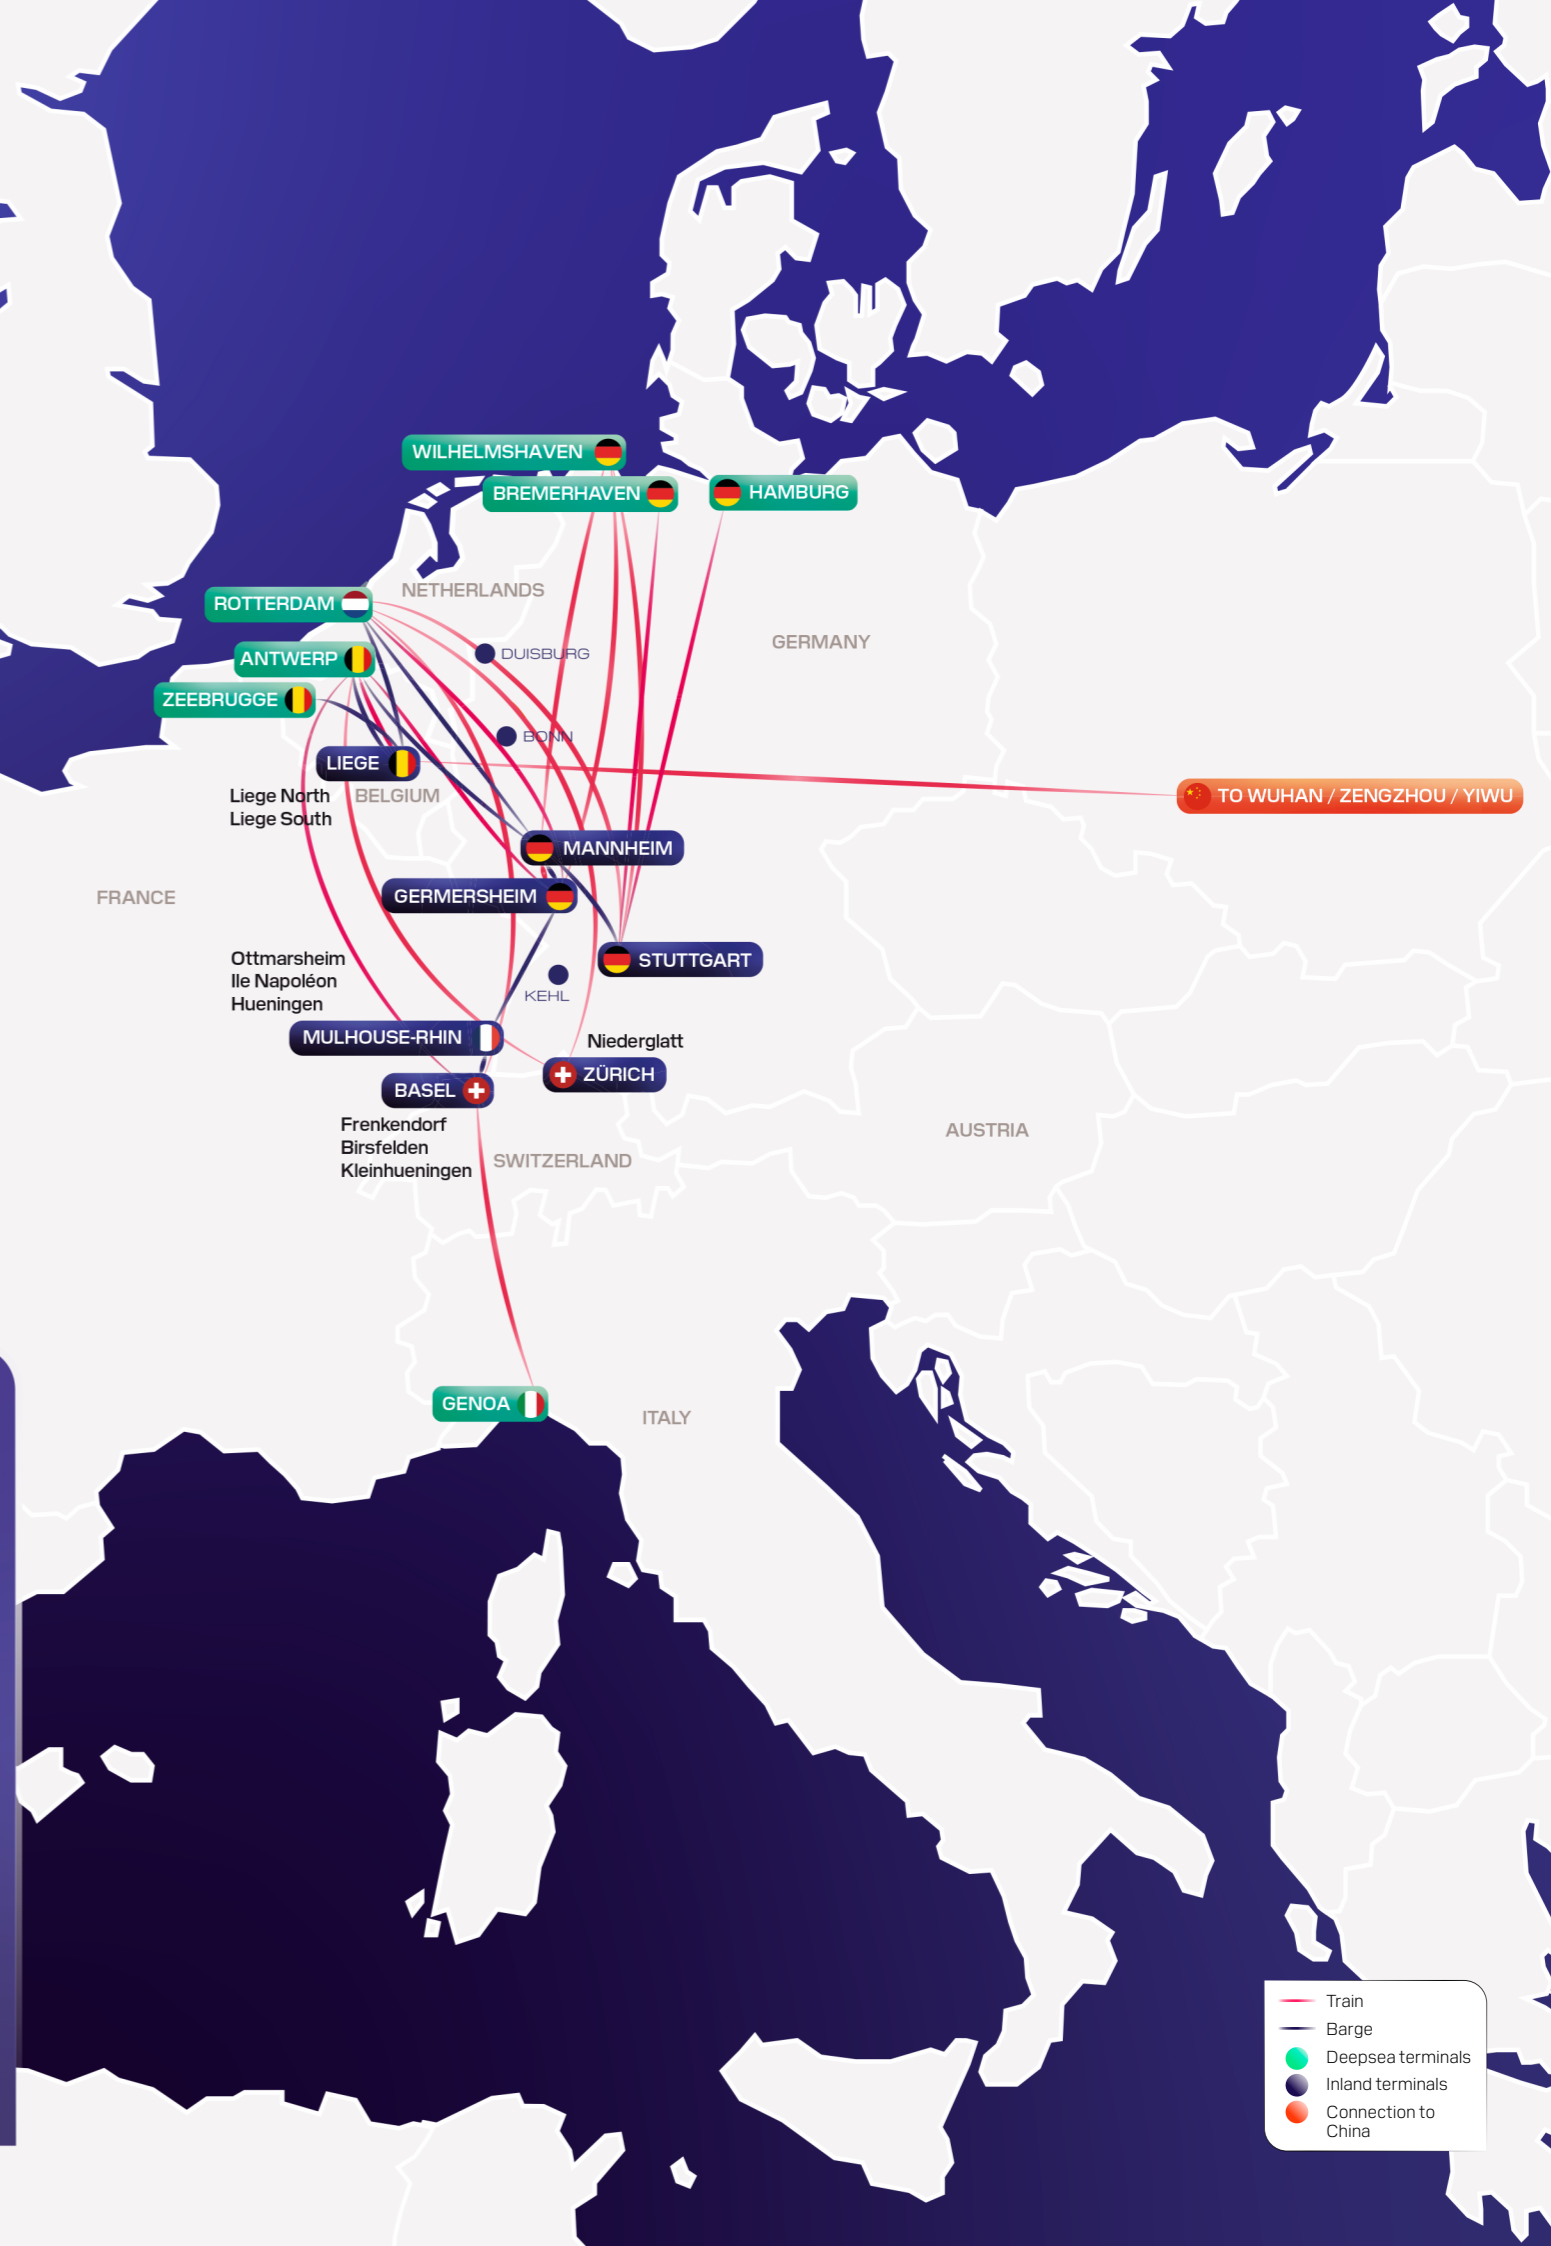 WILHELMSHAVEN
BREMERHAVEN
HAMBURG
NETHERLANDS
ROTTERDAM
GERMANY
DUISBURG
ANTWERP
ZEEBRUGGE
BONN
LIEGE
Liege North
Liege South
BELGIUM
TO WUHAN / ZENGZHOU / YIWU
MANNHEIM
FRANCE
GERMERSHEIM
STUTTGART
Ottmarsheim
Ile Napoléon
Hueningen
KEHL
MULHOUSE-RHIN
Niederglatt
ZÜRICH
BASEL
Frenkendorf
Birsfelden
Kleinhueningen
AUSTRIA
SWITZERLAND
GENOA
ITALY
Train
Barge
Deepsea terminals
Inland terminals
Connection to
China